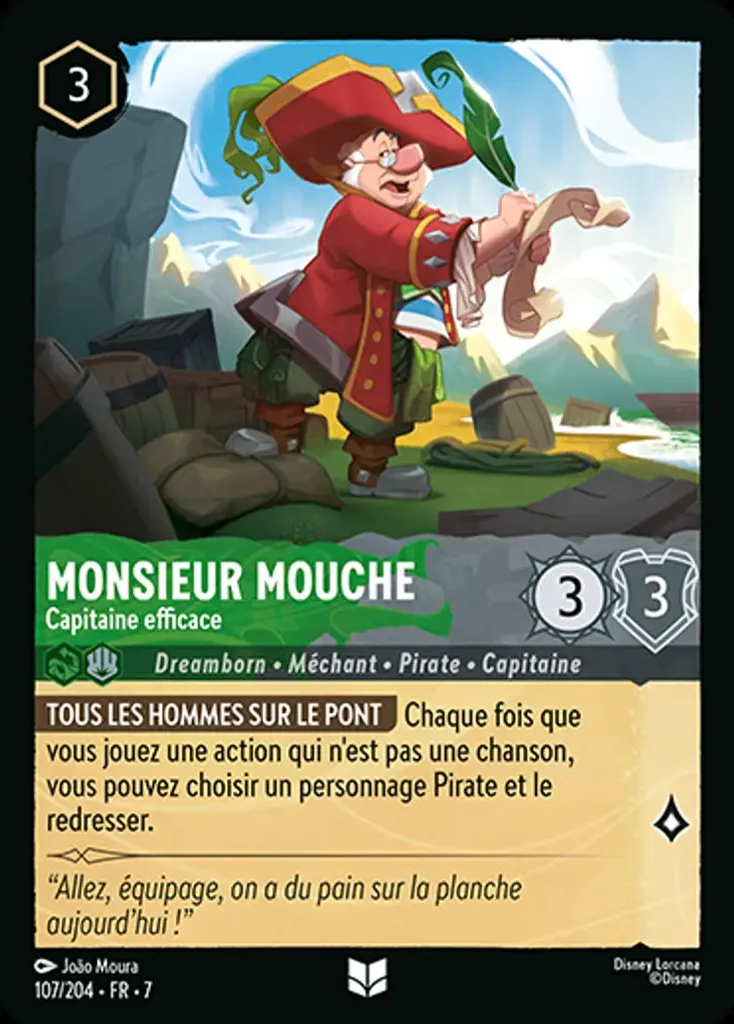 3
MONSIEUR MOUCHE
Capitaine efficace
3
3
Dreamborn • Méchant • Pirate • Capitaine
TOUS LES HOMMES SUR LE PONT Chaque fois que
vous jouez une action qui n'est pas une chanson,
vous pouvez choisir un personnage Pirate et le
redresser.
“Allez, équipage, on a du pain sur la planche
aujourd'hui !”
João Moura
107/204 • FR • 7
Disney Lorcana
©Disney